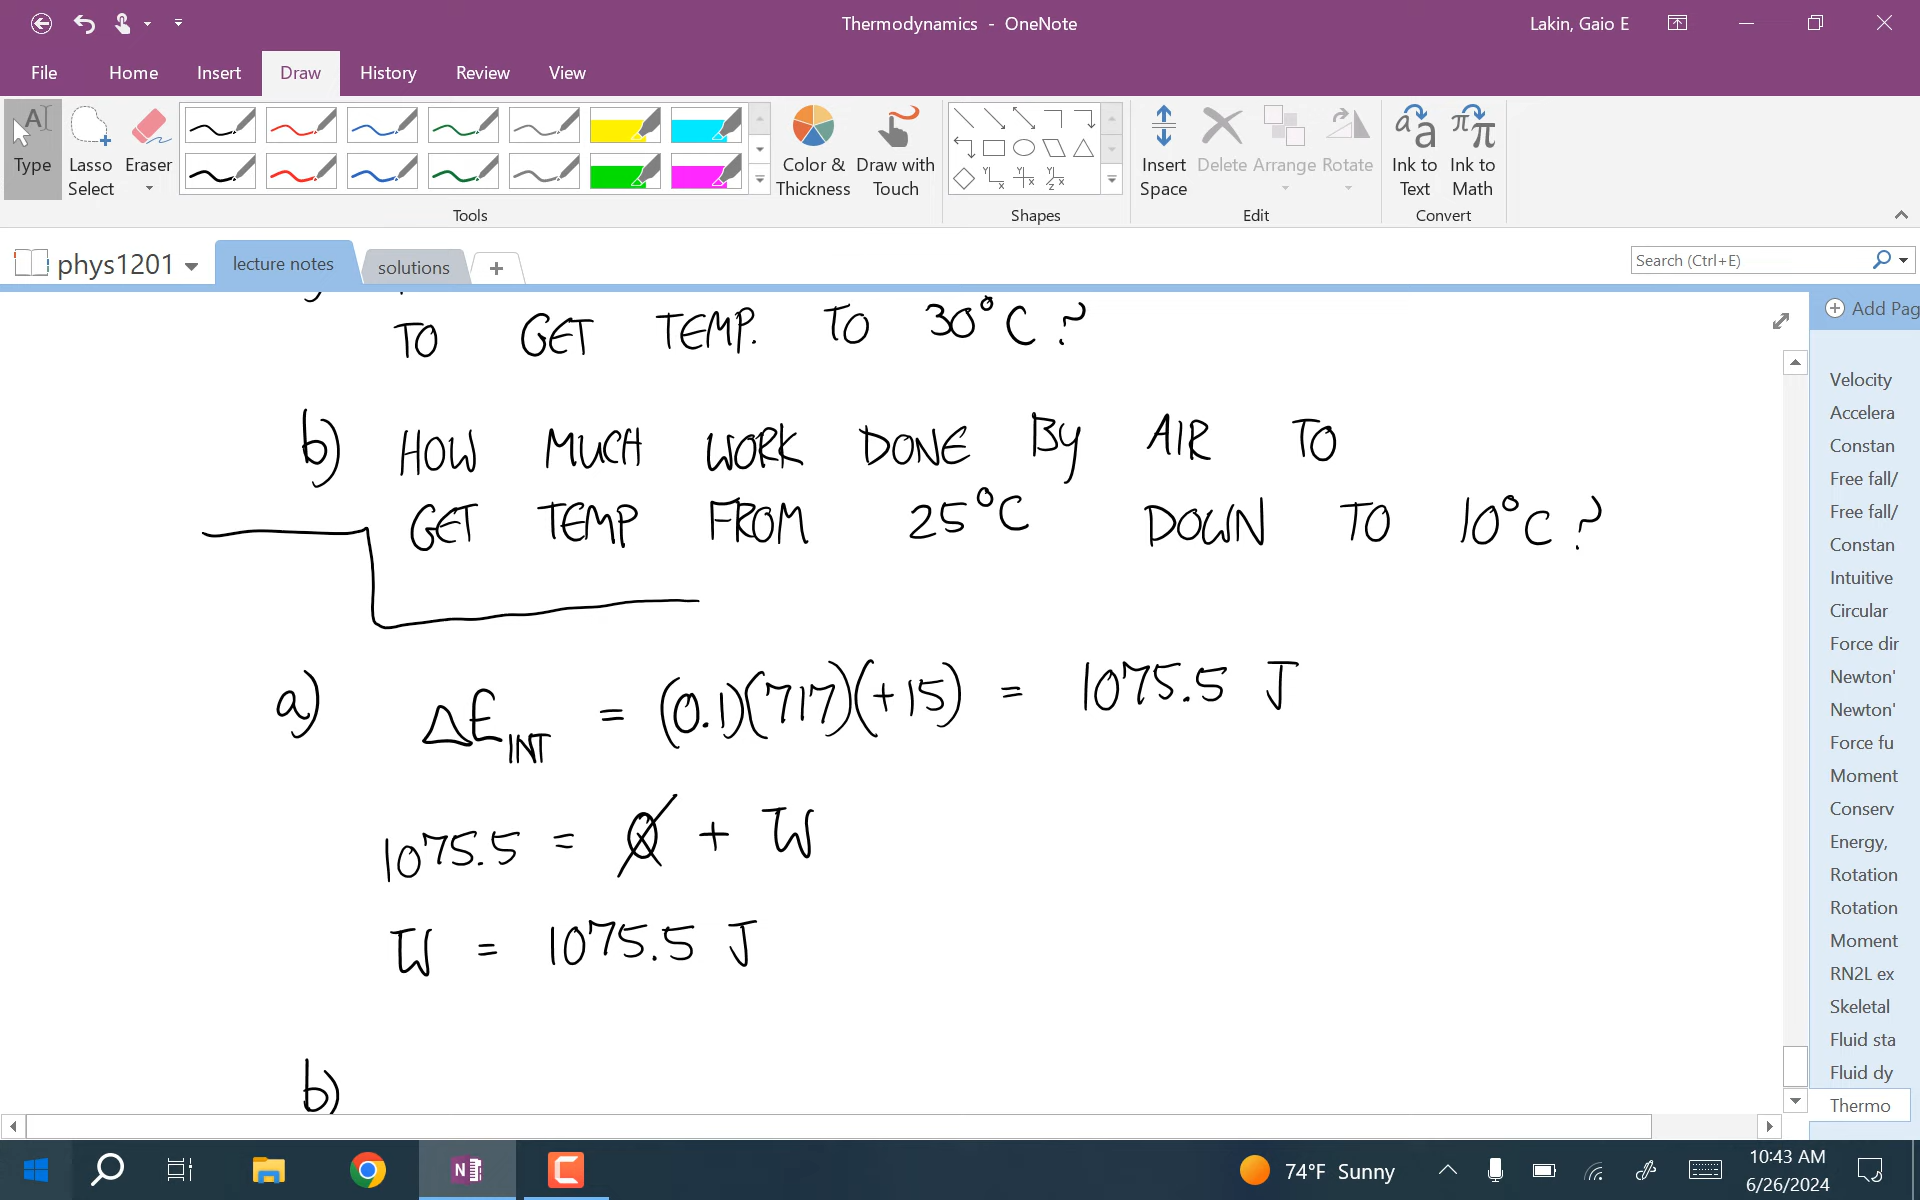 Thermodynamics - OneNote
Lakin, Gaio E
File Home Insert Draw History Review View
Type
Lasso Select
Eraser
Color & Thickness
Draw with Touch
Insert Space
Delete
Arrange
Rotate
Ink to Text
Ink to Math
Tools
Shapes
Edit
Convert
phys1201
lecture notes
solutions
Search (Ctrl+E)
Add Pag
TO GET TEMP. TO 30°C?
b) HOW MUCH WORK DONE BY AIR TO
GET TEMP FROM 25°C DOWN TO 10°C?
a) ΔE_INT = (0.1)(717)(+15) = 1075.5 J
1075.5 = Q + W
W = 1075.5 J
b)
Velocity
Accelera
Constan
Free fall/
Free fall/
Constan
Intuitive
Circular
Force dir
Newton'
Newton'
Force fu
Moment
Conserv
Energy,
Rotation
Rotation
Moment
RN2L ex
Skeletal
Fluid sta
Fluid dy
Thermo
74°F Sunny
10:43 AM
6/26/2024